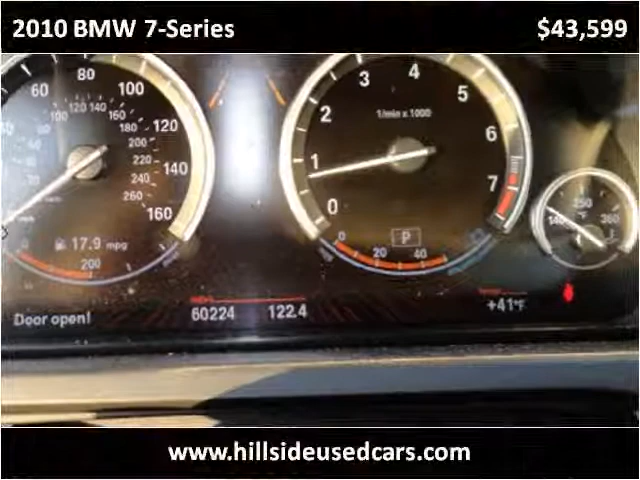 2010 BMW 7-Series
$43,599
60 80 100 120 140 160
100 120 140 160 180 200 220 240 260
17.9 mpg
200
0 1 2 3 4 5 6 7
1/min x 1000
P
0 20 40
140 250 360
°F
Door open!
60224 122.4
+41°F
www.hillsideusedcars.com